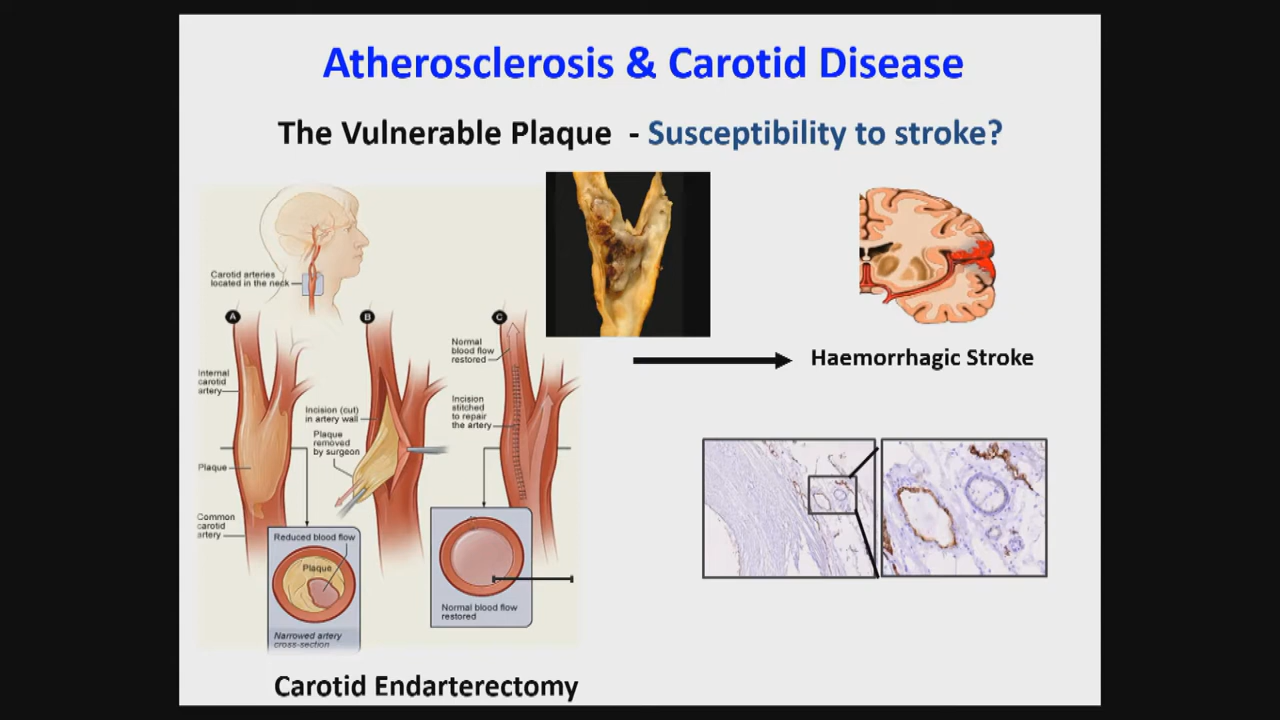 Atherosclerosis & Carotid Disease
The Vulnerable Plaque - Susceptibility to stroke?
Carotid arteries
located in the neck
A
B
C
Normal
blood flow
restored
Internal
carotid
artery
Incision (cut)
in artery wall
Incision
stitched
to repair
the artery
Plaque
removed
by surgeon
Plaque
Common
carotid
artery
Reduced blood flow
Plaque
Narrowed artery
cross-section
Normal blood flow
restored
Haemorrhagic Stroke
Carotid Endarterectomy